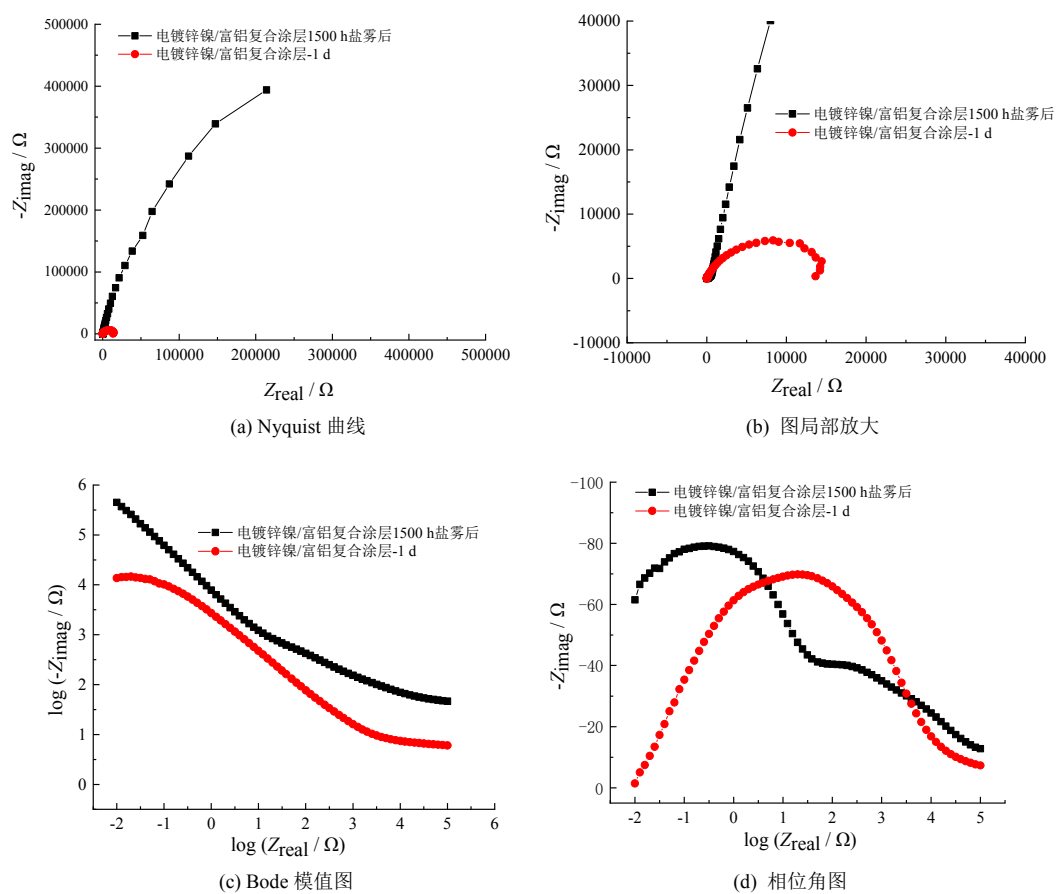 500000
400000
300000
200000
100000
0
-Zimag / Ω
电镀锌镍/富铝复合涂层1500 h盐雾后
电镀锌镍/富铝复合涂层-1 d
0 100000 200000 300000 400000 500000
Zreal / Ω
(a) Nyquist 曲线
40000
30000
20000
10000
0
-10000
-Zimag / Ω
电镀锌镍/富铝复合涂层1500 h盐雾后
电镀锌镍/富铝复合涂层-1 d
-10000 0 10000 20000 30000 40000
Zreal / Ω
(b) 图局部放大
6
5
4
3
2
1
0
log (-Zimag / Ω)
电镀锌镍/富铝复合涂层1500 h盐雾后
电镀锌镍/富铝复合涂层-1 d
-2 -1 0 1 2 3 4 5 6
log (Zreal / Ω)
(c) Bode 模值图
-100
-80
-60
-40
-20
0
-Zimag / Ω
电镀锌镍/富铝复合涂层1500 h盐雾后
电镀锌镍/富铝复合涂层-1 d
-2 -1 0 1 2 3 4 5
log (Zreal / Ω)
(d) 相位角图